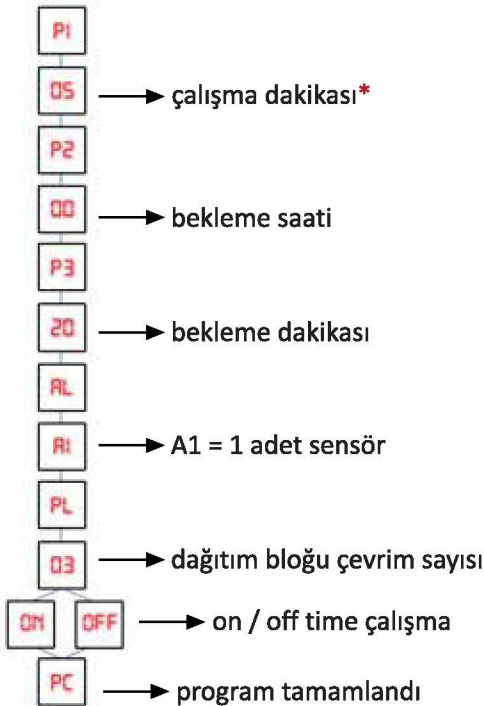 P1
05 çalışma dakikası*
P2
00 bekleme saati
P3
20 bekleme dakikası
AL
A1 A1 = 1 adet sensör
PL
03 dağıtım bloğu çevrim sayısı
ON OFF on / off time çalışma
PC program tamamlandı